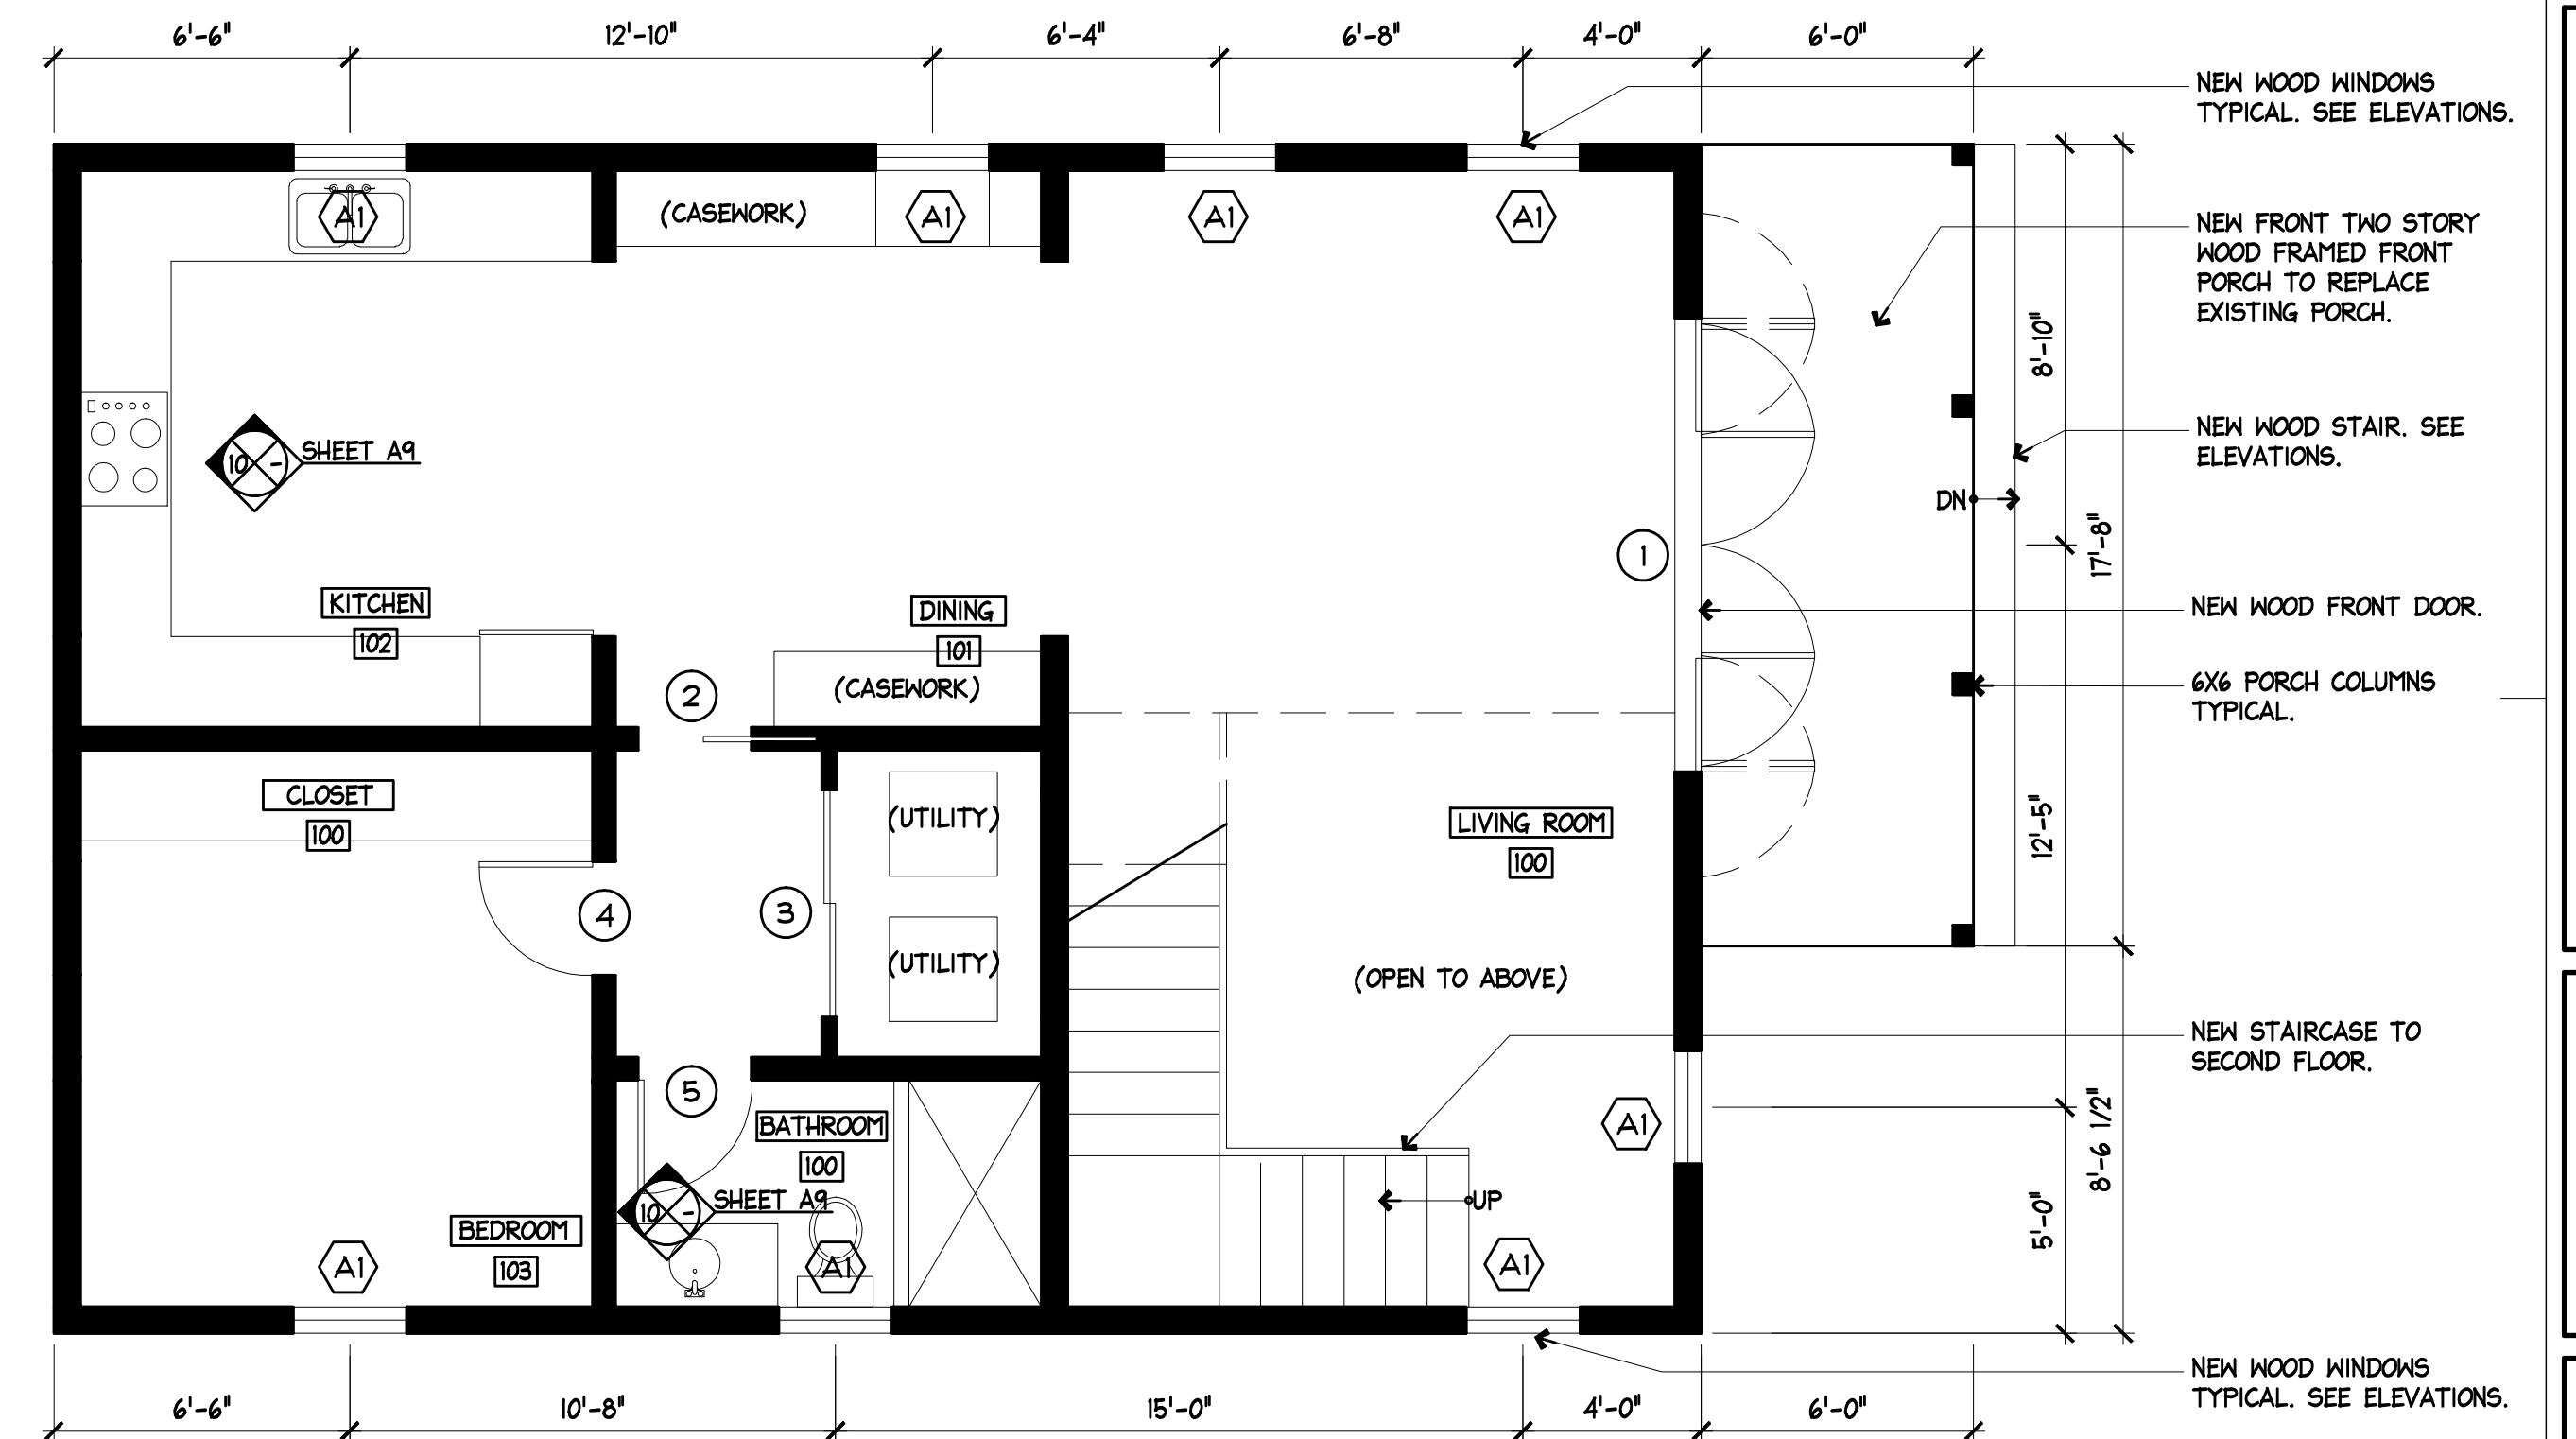 6'-6" 12'-10" 6'-4" 6'-8" 4'-0" 6'-0"
NEW WOOD WINDOWS
TYPICAL. SEE ELEVATIONS.
A1 (CASEWORK) A1 A1 A1
NEW FRONT TWO STORY
WOOD FRAMED FRONT
PORCH TO REPLACE
EXISTING PORCH.
8'-10"
10 - SHEET A9
NEW WOOD STAIR. SEE
ELEVATIONS.
DN
17'-8"
1
KITCHEN
102
DINING
101
NEW WOOD FRONT DOOR.
2
(CASEWORK)
6X6 PORCH COLUMNS
TYPICAL.
CLOSET
100
(UTILITY)
LIVING ROOM
100
12'-5"
4
3
(UTILITY)
(OPEN TO ABOVE)
NEW STAIRCASE TO
SECOND FLOOR.
5
BATHROOM
100
A1
8'-6 1/2"
10 - SHEET A9
UP
5'-0"
BEDROOM
103
A1
A1
A1
NEW WOOD WINDOWS
TYPICAL. SEE ELEVATIONS.
6'-6" 10'-8" 15'-0" 4'-0" 6'-0"